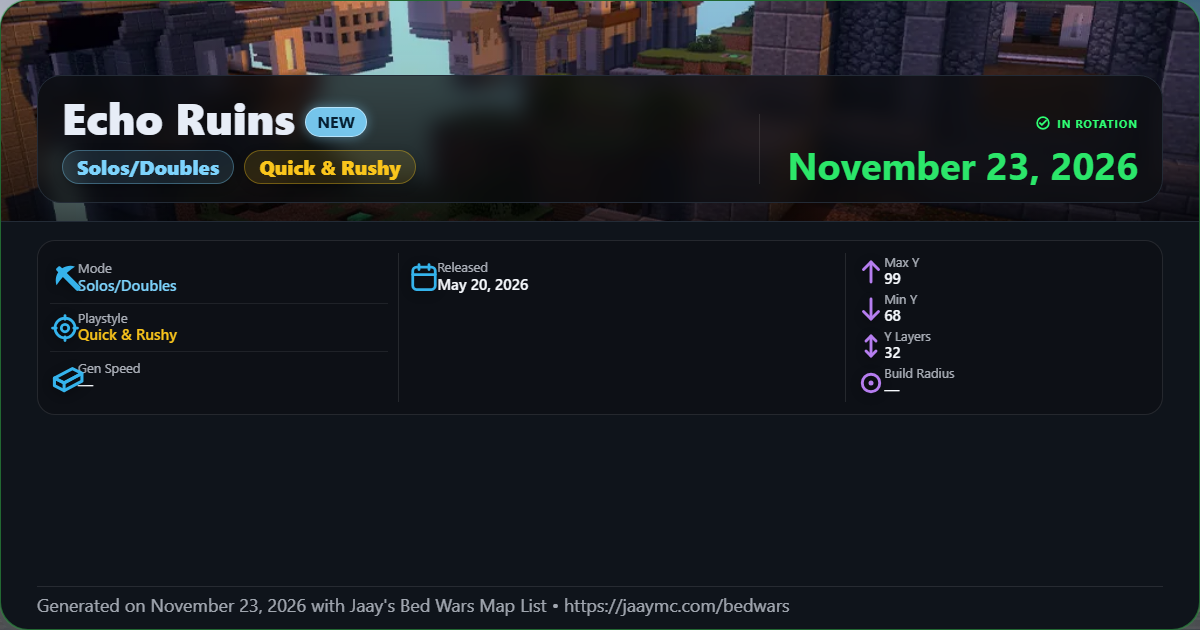 Echo Ruins NEW
Solos/Doubles Quick & Rushy
IN ROTATION
November 23, 2026
Mode
Solos/Doubles
Playstyle
Quick & Rushy
Gen Speed
—
Released
May 20, 2026
Max Y
99
Min Y
68
Y Layers
32
Build Radius
—
Generated on November 23, 2026 with Jaay's Bed Wars Map List • https://jaaymc.com/bedwars